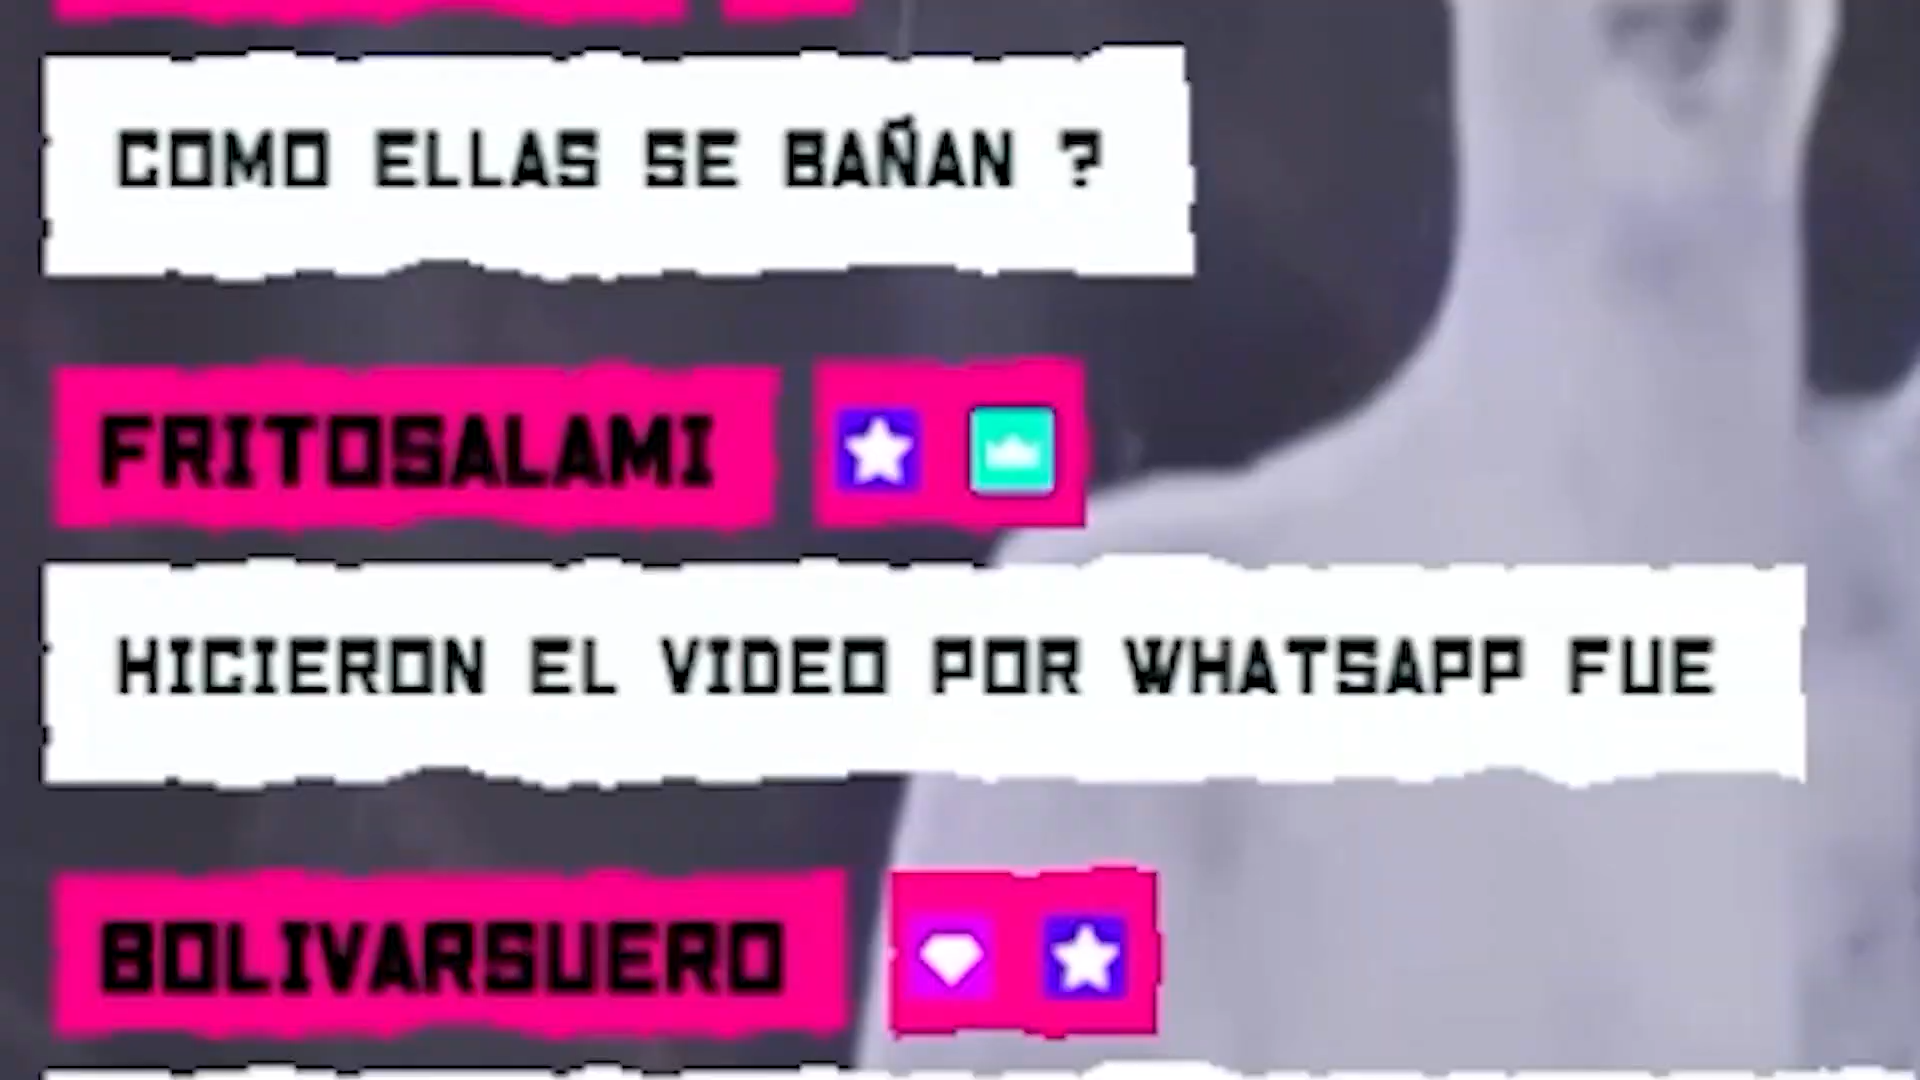 COMO ELLAS SE BAÑAN ?
FRITOSALAMI
HICIERON EL VIDEO POR WHATSAPP FUE
BOLIVARSUERO